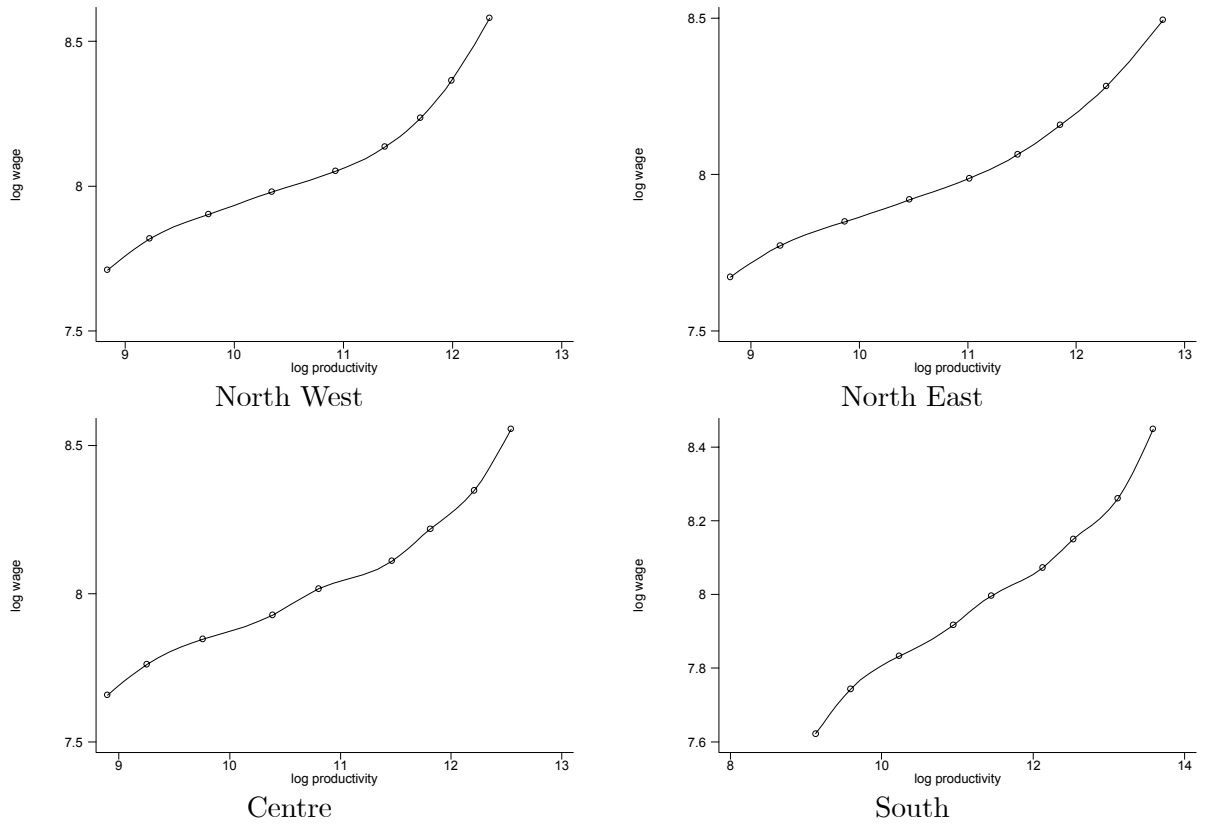 8.5
8
7.5
log wage
9 10 11 12 13
log productivity
North West
8.5
8
7.5
log wage
9 10 11 12 13
log productivity
North East
8.5
8
7.5
log wage
9 10 11 12 13
log productivity
Centre
8.4
8.2
8
7.8
7.6
log wage
8 10 12 14
log productivity
South